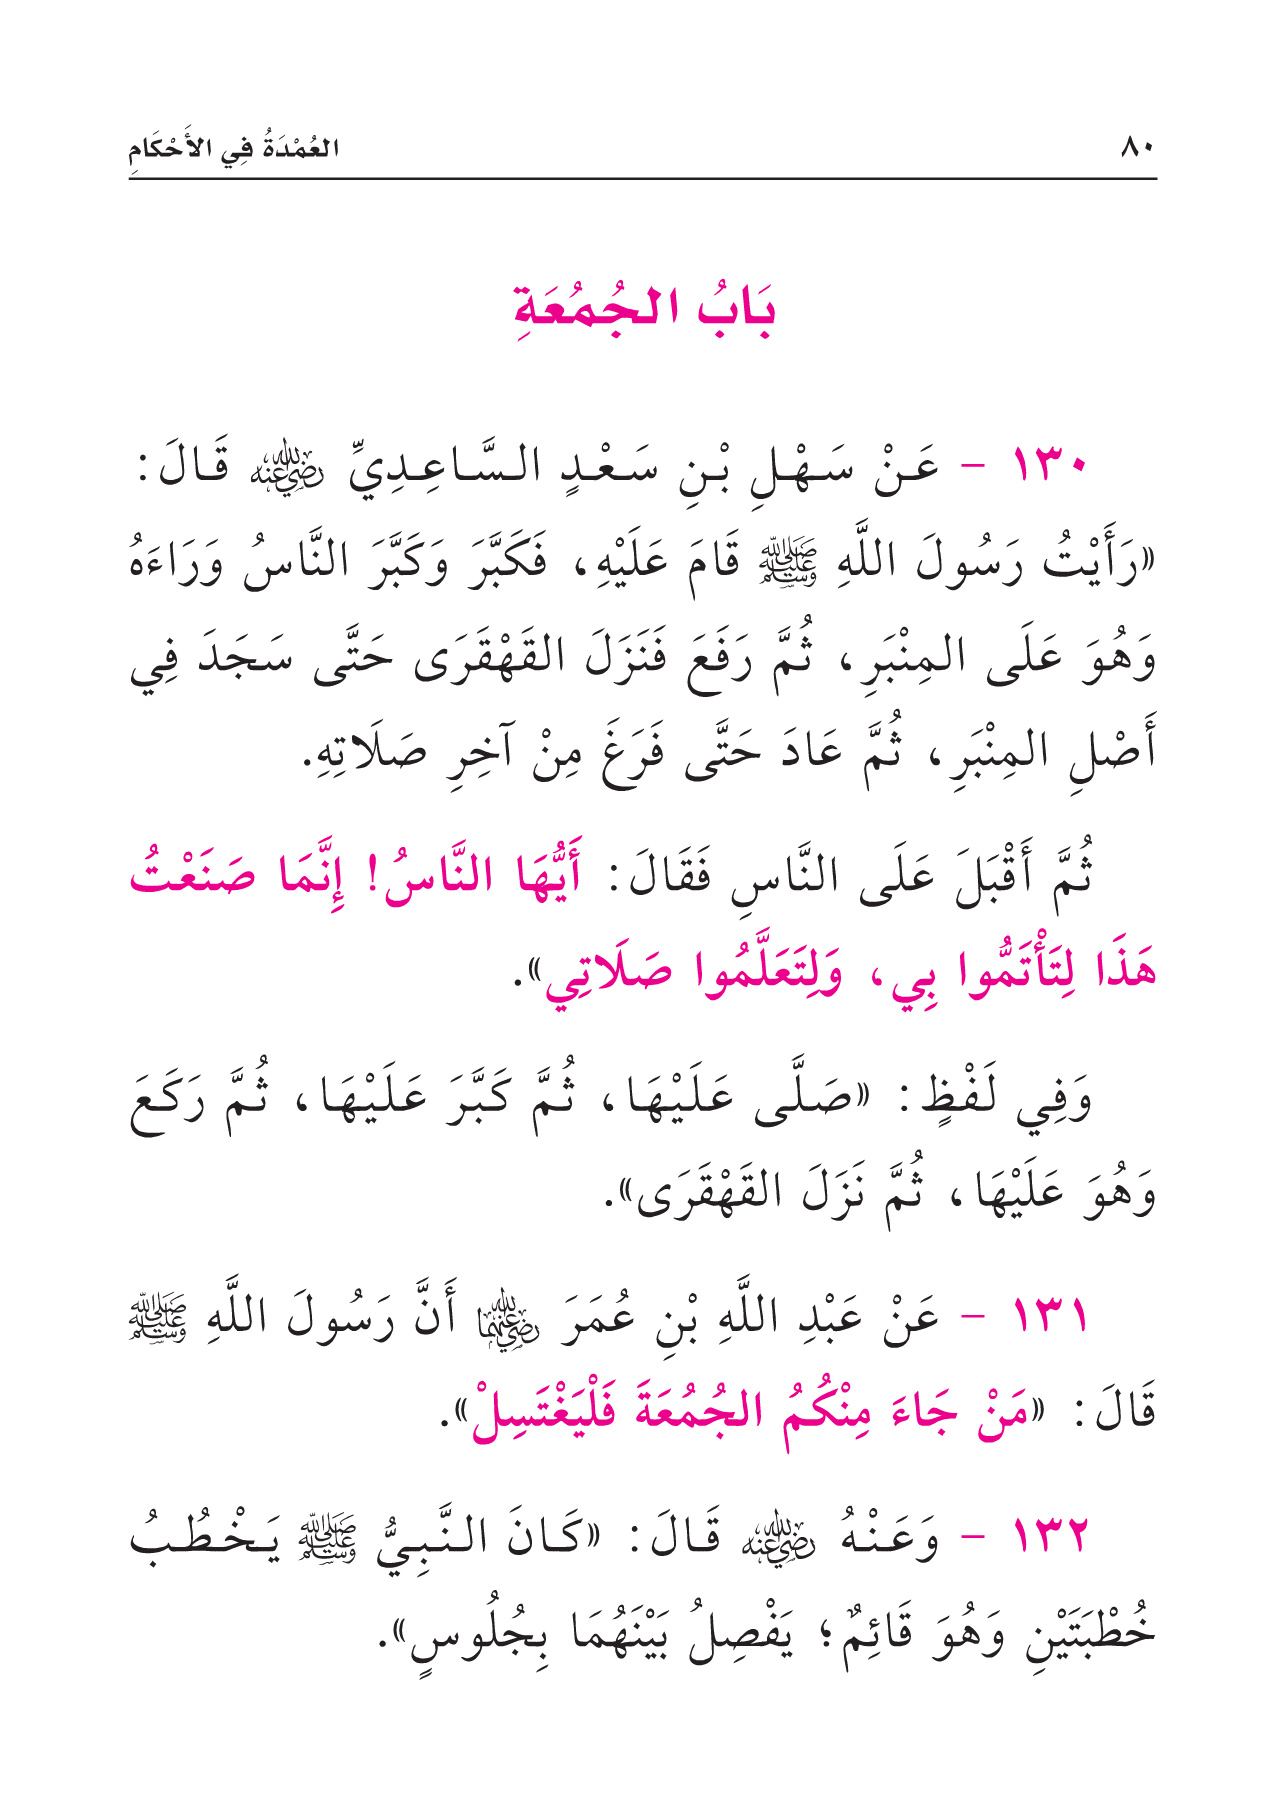 ٨٠ العُمْدَةُ فِي الأَحْكَامِ
بَابُ الجُمُعَةِ
١٣٠ - عَنْ سَهْلِ بْنِ سَعْدٍ السَّاعِدِيِّ رضي الله عنه قَالَ:
«رَأَيْتُ رَسُولَ اللَّهِ ﷺ قَامَ عَلَيْهِ، فَكَبَّرَ وَكَبَّرَ النَّاسُ وَرَاءَهُ
وَهُوَ عَلَى المِنْبَرِ، ثُمَّ رَفَعَ فَنَزَلَ القَهْقَرَى حَتَّى سَجَدَ فِي
أَصْلِ المِنْبَرِ، ثُمَّ عَادَ حَتَّى فَرَغَ مِنْ آخِرِ صَلَاتِهِ.
ثُمَّ أَقْبَلَ عَلَى النَّاسِ فَقَالَ: أَيُّهَا النَّاسُ! إِنَّمَا صَنَعْتُ
هَذَا لِتَأْتَمُّوا بِي، وَلِتَعَلَّمُوا صَلَاتِي».
وَفِي لَفْظٍ: «صَلَّى عَلَيْهَا، ثُمَّ كَبَّرَ عَلَيْهَا، ثُمَّ رَكَعَ
وَهُوَ عَلَيْهَا، ثُمَّ نَزَلَ القَهْقَرَى».
١٣١ - عَنْ عَبْدِ اللَّهِ بْنِ عُمَرَ رضي الله عنهما أَنَّ رَسُولَ اللَّهِ ﷺ
قَالَ: «مَنْ جَاءَ مِنْكُمُ الجُمُعَةَ فَلْيَغْتَسِلْ».
١٣٢ - وَعَنْهُ رضي الله عنه قَالَ: «كَانَ النَّبِيُّ ﷺ يَخْطُبُ
خُطْبَتَيْنِ وَهُوَ قَائِمٌ؛ يَفْصِلُ بَيْنَهُمَا بِجُلُوسٍ».